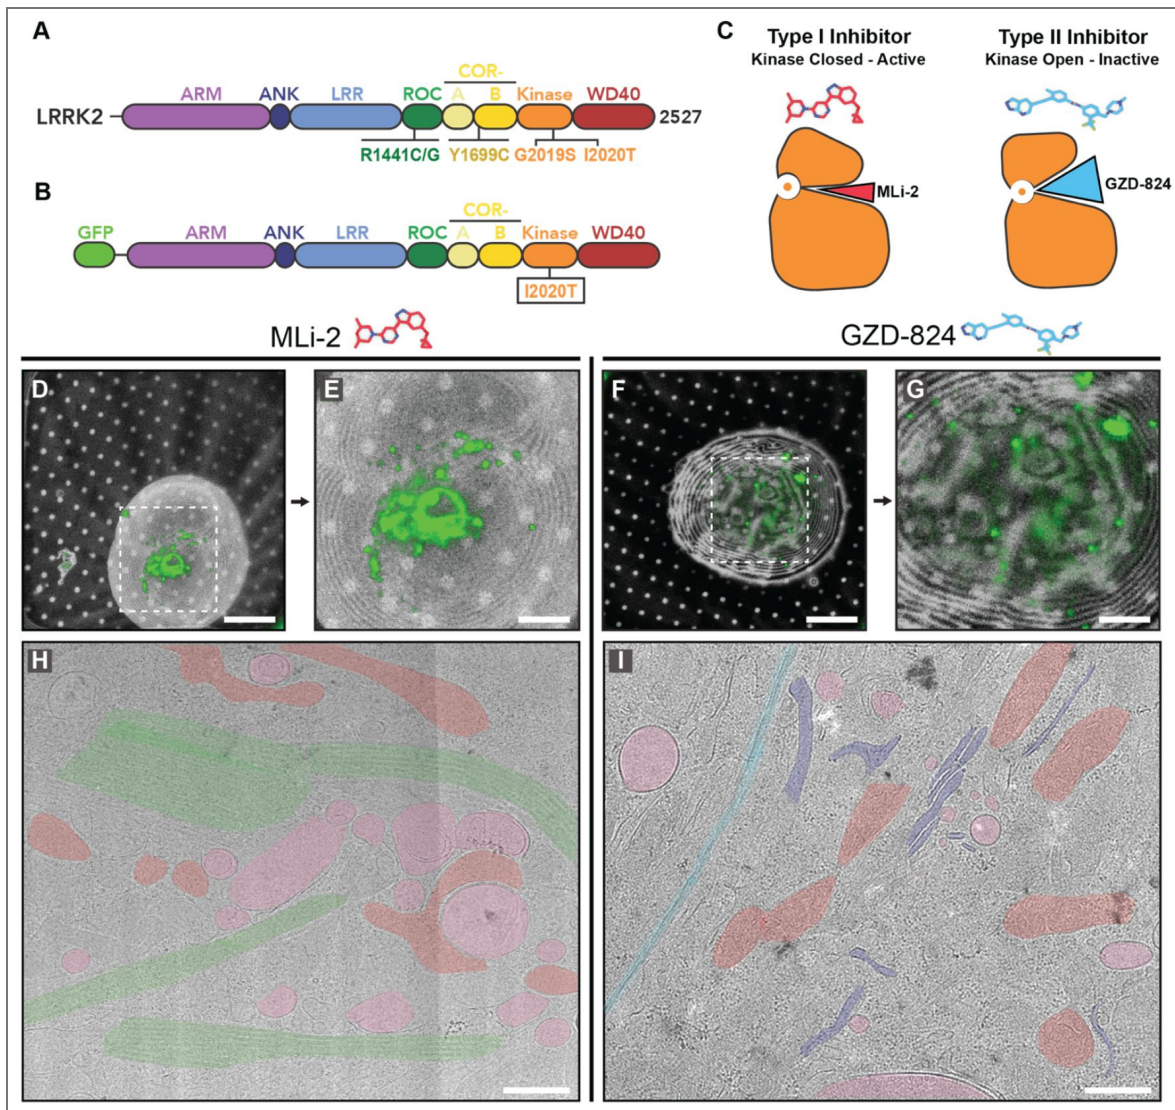 A
COR-
ARM ANK LRR ROC A B Kinase WD40
LRRK2 2527
R1441C/G Y1699C G2019S I2020T
B
COR-
GFP ARM ANK LRR ROC A B Kinase WD40
I2020T
C
Type I Inhibitor
Kinase Closed - Active
MLi-2
Type II Inhibitor
Kinase Open - Inactive
GZD-824
MLi-2
GZD-824
D
E
F
G
H
I